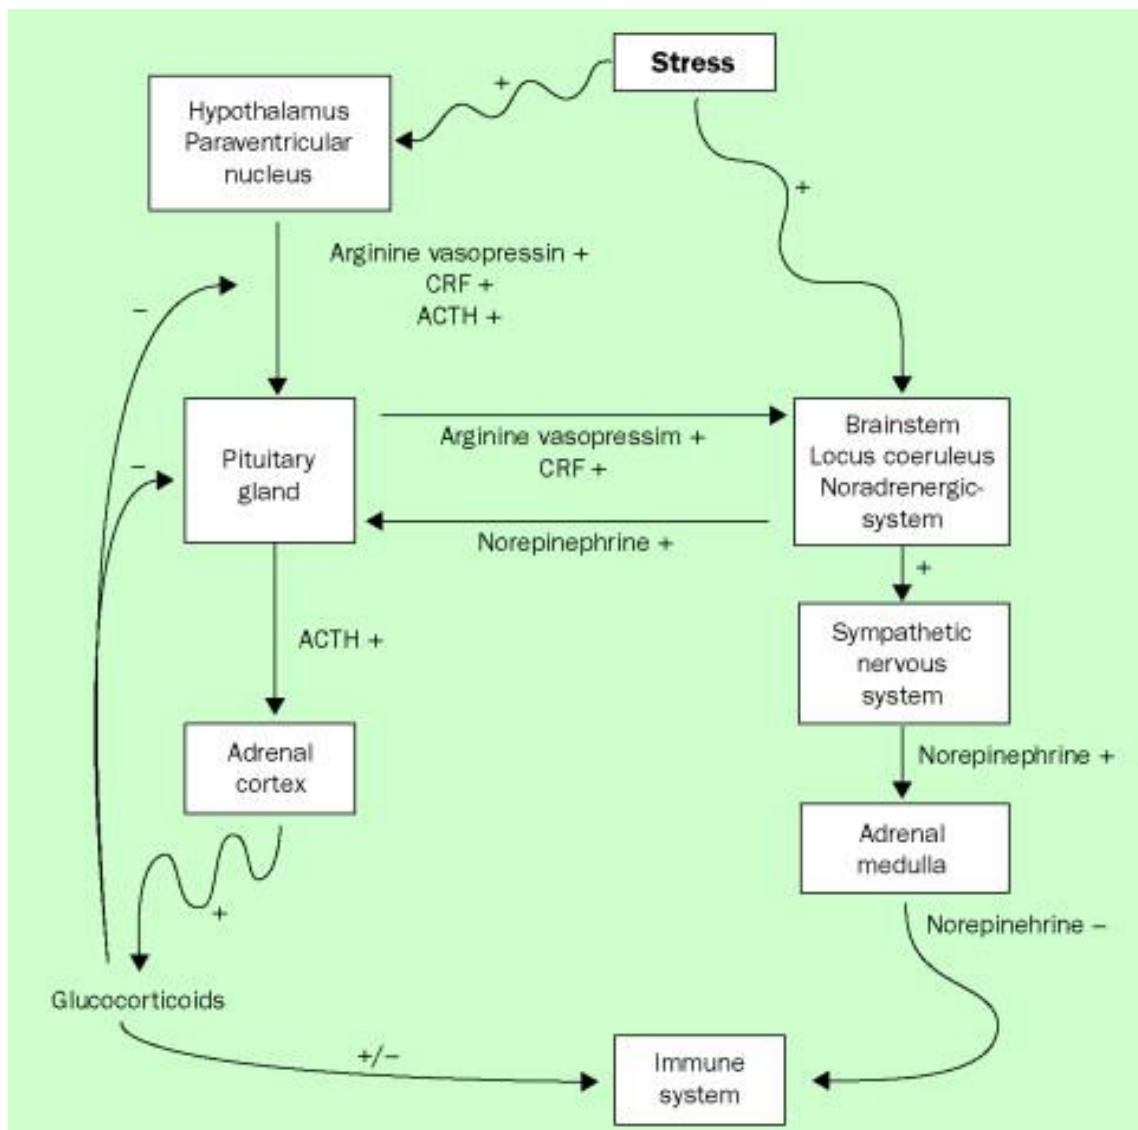 Stress
+
Hypothalamus
Paraventricular
nucleus
+
Arginine vasopressin +
CRF +
ACTH +
–
Pituitary
gland
–
Arginine vasopressim +
CRF +
Norepinephrine +
Brainstem
Locus coeruleus
Noradrenergic-
system
+
Sympathetic
nervous
system
ACTH +
Adrenal
cortex
Norepinephrine +
Adrenal
medulla
+
Norepinehrine –
Glucocorticoids
+/–
Immune
system